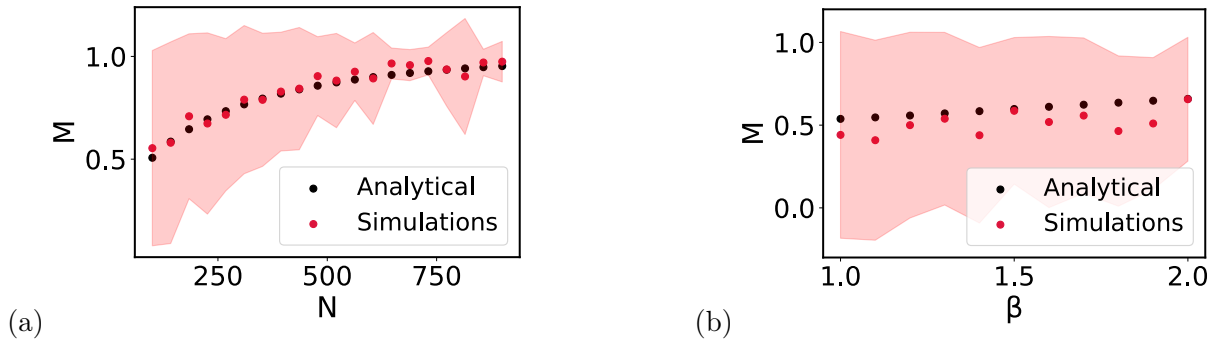 1.0
0.5
M
250
500
750
N
Analytical
Simulations
(a)
1.0
0.5
0.0
M
1.0
1.5
2.0
β
Analytical
Simulations
(b)